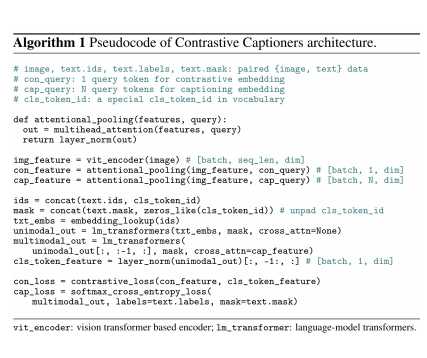 Algorithm 1 Pseudocode of Contrastive Captioners architecture.
# image, text.ids, text.labels, text.mask: paired {image, text} data
# con_query: 1 query token for contrastive embedding
# cap_query: N query tokens for captioning embedding
# cls_token_id: a special cls_token_id in vocabulary
def attentional_pooling(features, query):
  out = multihead_attention(features, query)
  return layer_norm(out)
img_feature = vit_encoder(image) # [batch, seq_len, dim]
con_feature = attentional_pooling(img_feature, con_query) # [batch, 1, dim]
cap_feature = attentional_pooling(img_feature, cap_query) # [batch, N, dim]
ids = concat(text.ids, cls_token_id)
mask = concat(text.mask, zeros_like(cls_token_id)) # unpad cls_token_id
txt_embs = embedding_lookup(ids)
unimodal_out = lm_transformers(txt_embs, mask, cross_attn=None)
multimodal_out = lm_transformers(
    unimodal_out[:, :-1, :], mask, cross_attn=cap_feature)
cls_token_feature = layer_norm(unimodal_out)[:, -1:, :] # [batch, 1, dim]
con_loss = contrastive_loss(con_feature, cls_token_feature)
cap_loss = softmax_cross_entropy_loss(
    multimodal_out, labels=text.labels, mask=text.mask)
vit_encoder: vision transformer based encoder; lm_transformer: language-model transformers.